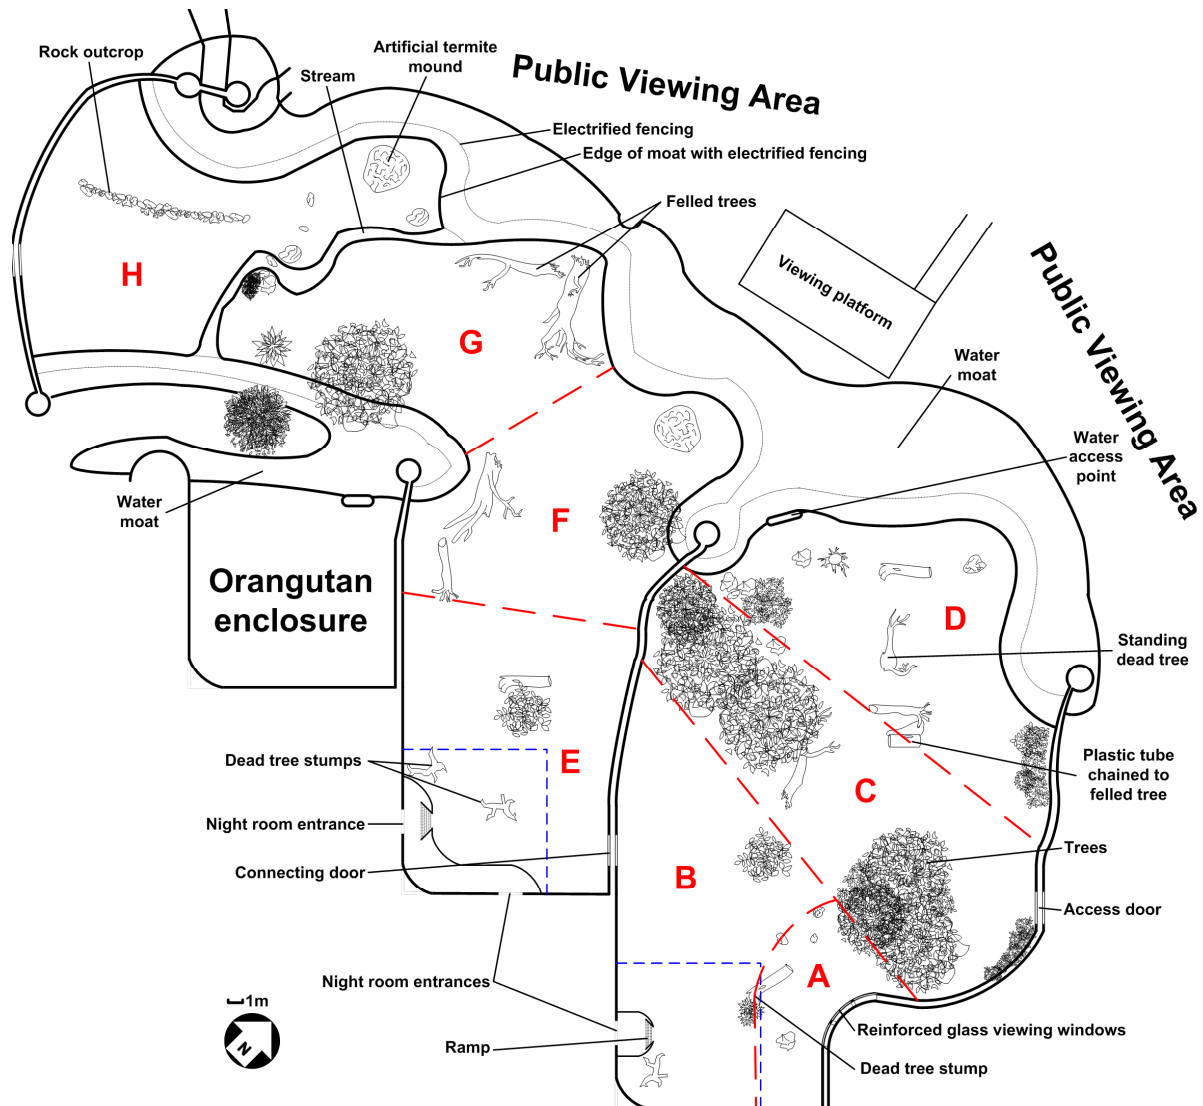 Rock outcrop
Artificial termite
mound
Stream
Public Viewing Area
Electrified fencing
Edge of moat with electrified fencing
Felled trees
H
G
Viewing platform
Public Viewing Area
Water
moat
Water
access
point
Water
moat
F
Orangutan
enclosure
D
Standing
dead tree
Dead tree stumps
E
Plastic tube
chained to
felled tree
C
Night room entrance
Connecting door
B
Trees
Access door
Night room entrances
A
1m
N
Ramp
Reinforced glass viewing windows
Dead tree stump